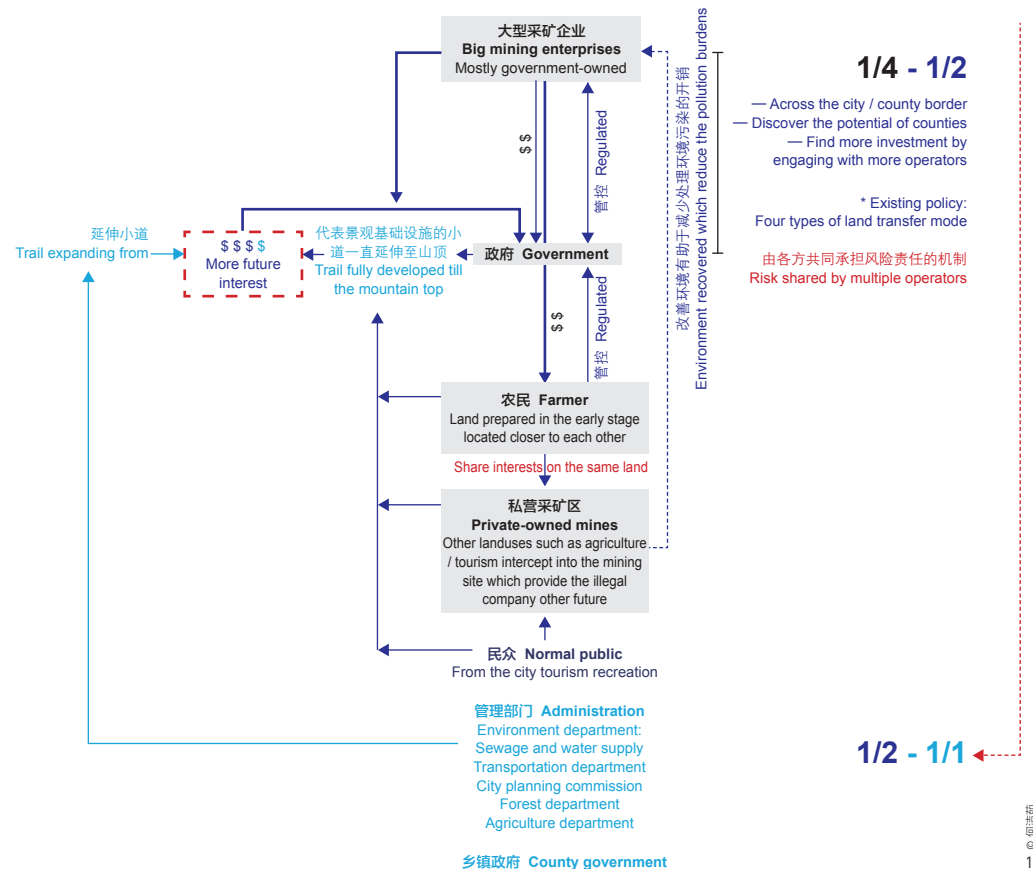 大型采矿企业
Big mining enterprises
Mostly government-owned
$ $
管控 Regulated
改善环境有助于减少处理环境污染的开销
Environment recovered which reduce the pollution burdens
1/4 - 1/2
— Across the city / county border
— Discover the potential of counties
— Find more investment by
engaging with more operators
* Existing policy:
Four types of land transfer mode
由各方共同承担风险责任的机制
Risk shared by multiple operators
延伸小道
Trail expanding from
$ $ $ $
More future
interest
代表景观基础设施的小
道一直延伸至山顶
Trail fully developed till
the mountain top
政府 Government
$ $
管控 Regulated
农民 Farmer
Land prepared in the early stage
located closer to each other
Share interests on the same land
私营采矿区
Private-owned mines
Other landuses such as agriculture
/ tourism intercept into the mining
site which provide the illegal
company other future
民众 Normal public
From the city tourism recreation
管理部门 Administration
Environment department:
Sewage and water supply
Transportation department
City planning commission
Forest department
Agriculture department
乡镇政府 County government
1/2 - 1/1
1 ©